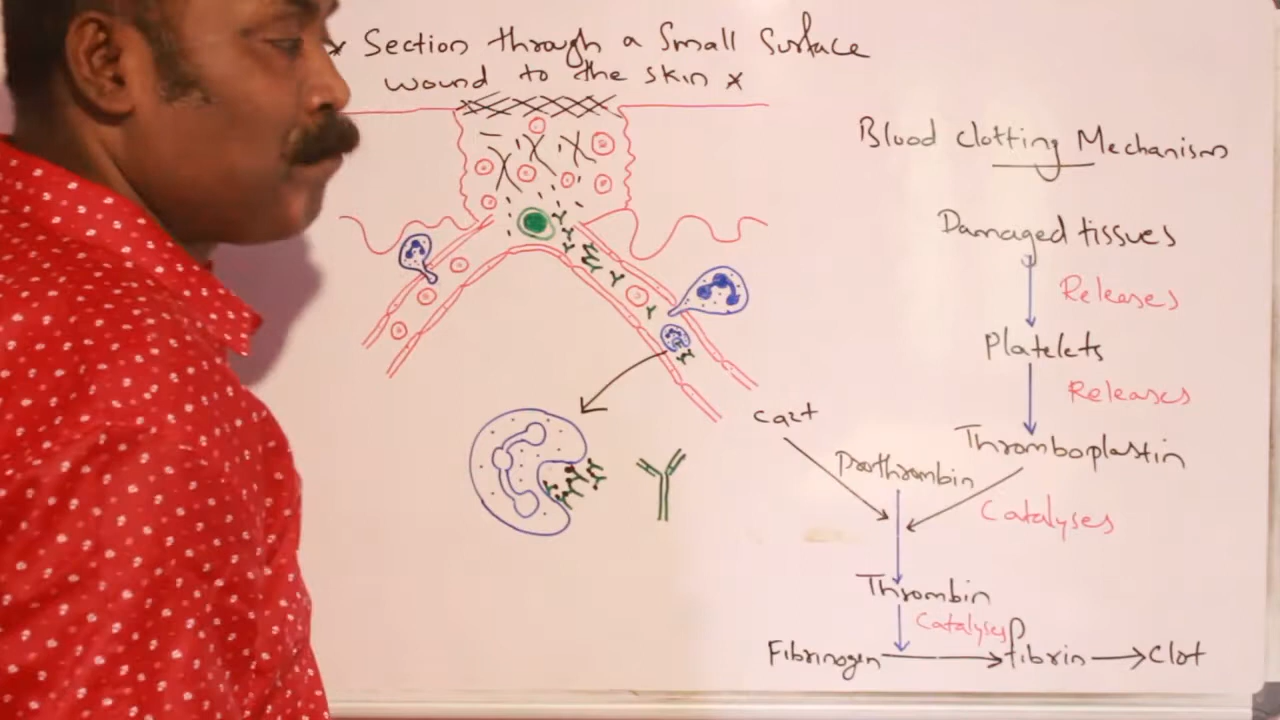 * Section through a Small Surface
wound to the skin *
Blood Clotting Mechanism
Damaged tissues
Releases
Platelets
Releases
Ca2+
Thromboplastin
Prothrombin
Catalyses
Thrombin
Catalyses
Fibrinogen fibrin Clot